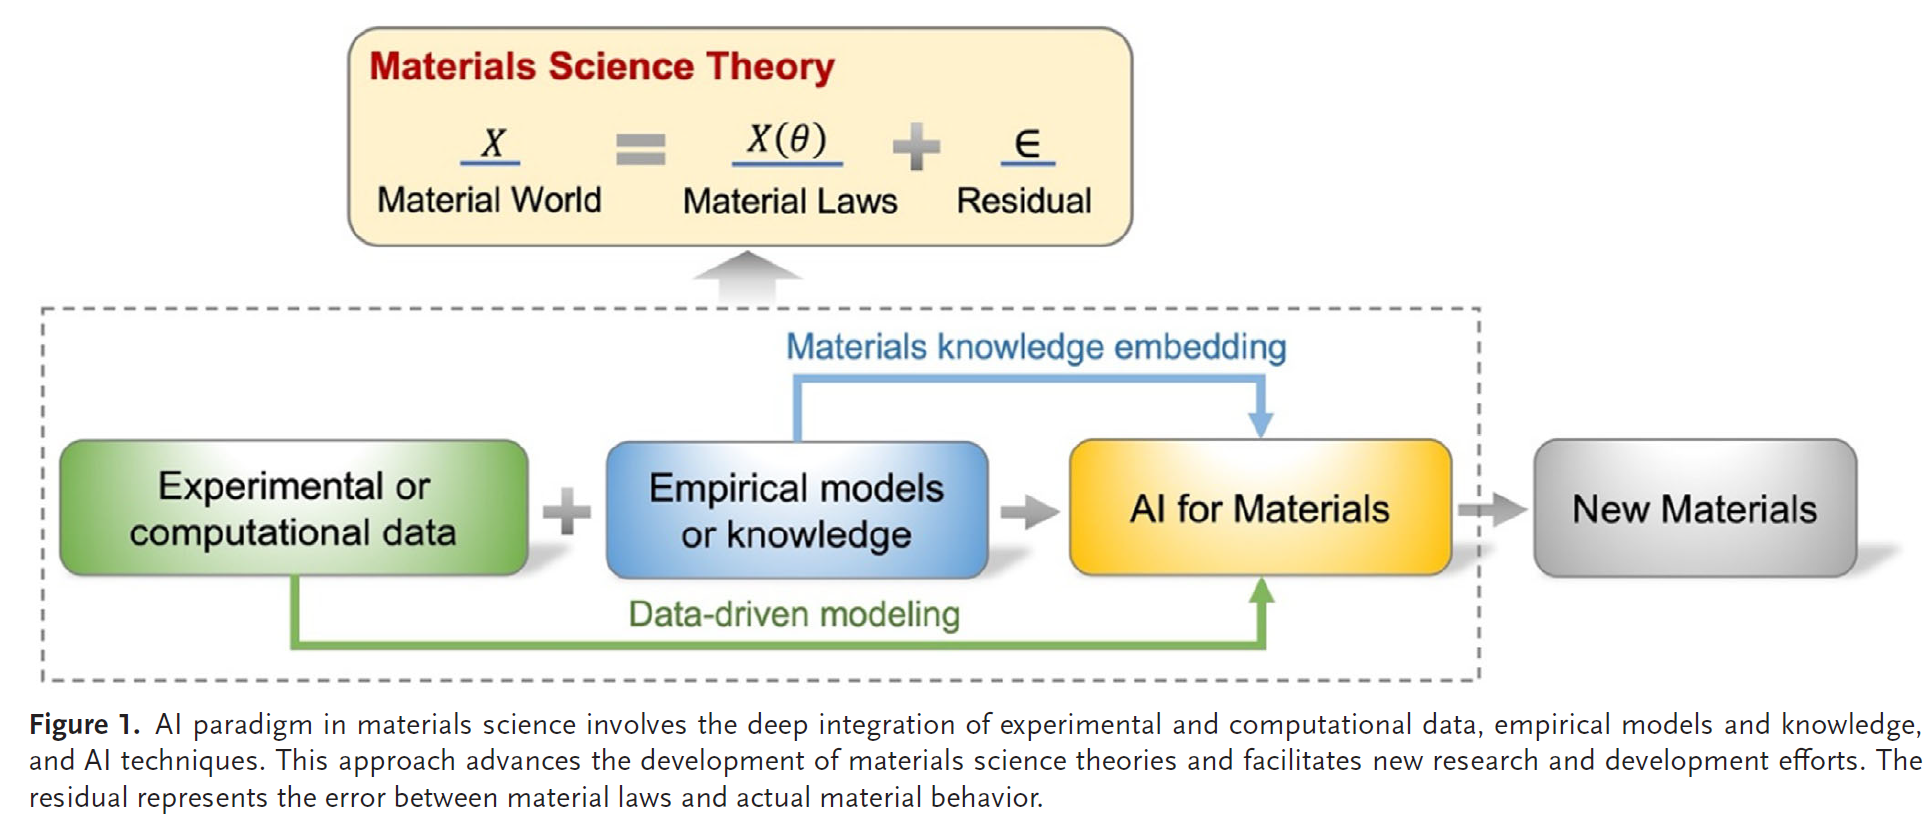 Materials Science Theory
X = X(θ) + ∈
Material World Material Laws Residual
Materials knowledge embedding
Experimental or
computational data
+
Empirical models
or knowledge
AI for Materials
New Materials
Data-driven modeling
Figure 1. AI paradigm in materials science involves the deep integration of experimental and computational data, empirical models and knowledge,
and AI techniques. This approach advances the development of materials science theories and facilitates new research and development efforts. The
residual represents the error between material laws and actual material behavior.